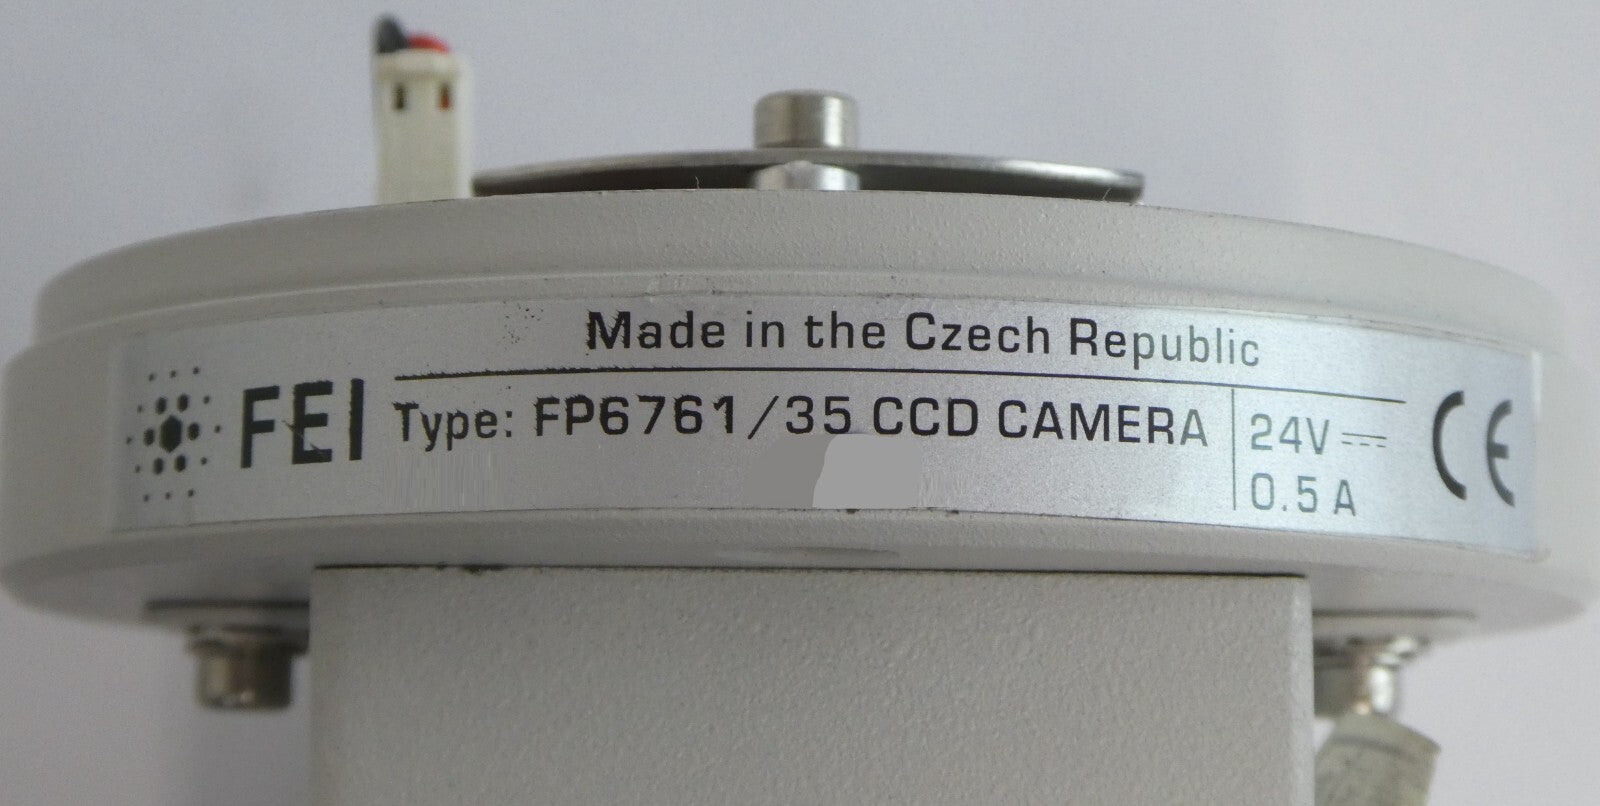 Made in the Czech Republic
FEI
Type: FP6761/35 CCD CAMERA
24V
0.5 A
CE